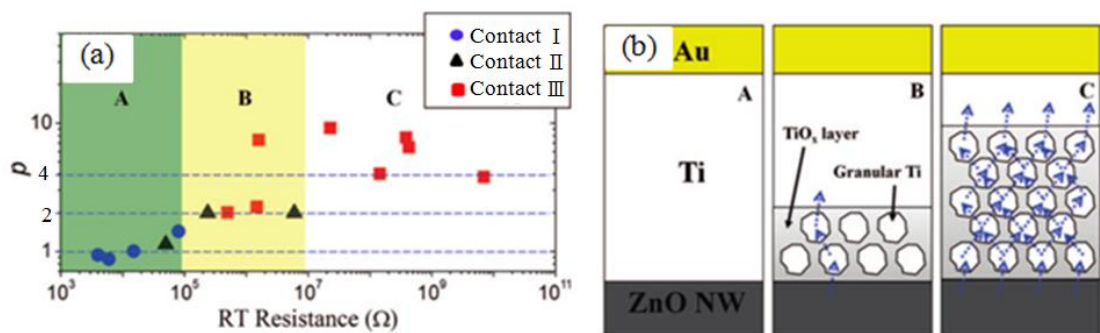 (a)
A
B
C
Contact Ⅰ
Contact Ⅱ
Contact Ⅲ
10
4
2
1
p
10³
10⁵
10⁷
10⁹
10¹¹
RT Resistance (Ω)
(b)
Au
A
Ti
ZnO NW
B
TiOₓ layer
Granular Ti
C